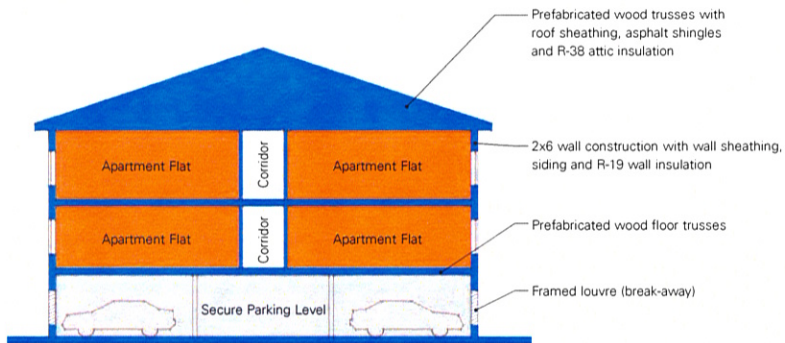 Prefabricated wood trusses with
roof sheathing, asphalt shingles
and R-38 attic insulation
2x6 wall construction with wall sheathing,
siding and R-19 wall insulation
Apartment Flat
Corridor
Apartment Flat
Prefabricated wood floor trusses
Apartment Flat
Corridor
Apartment Flat
Framed louvre (break-away)
Secure Parking Level